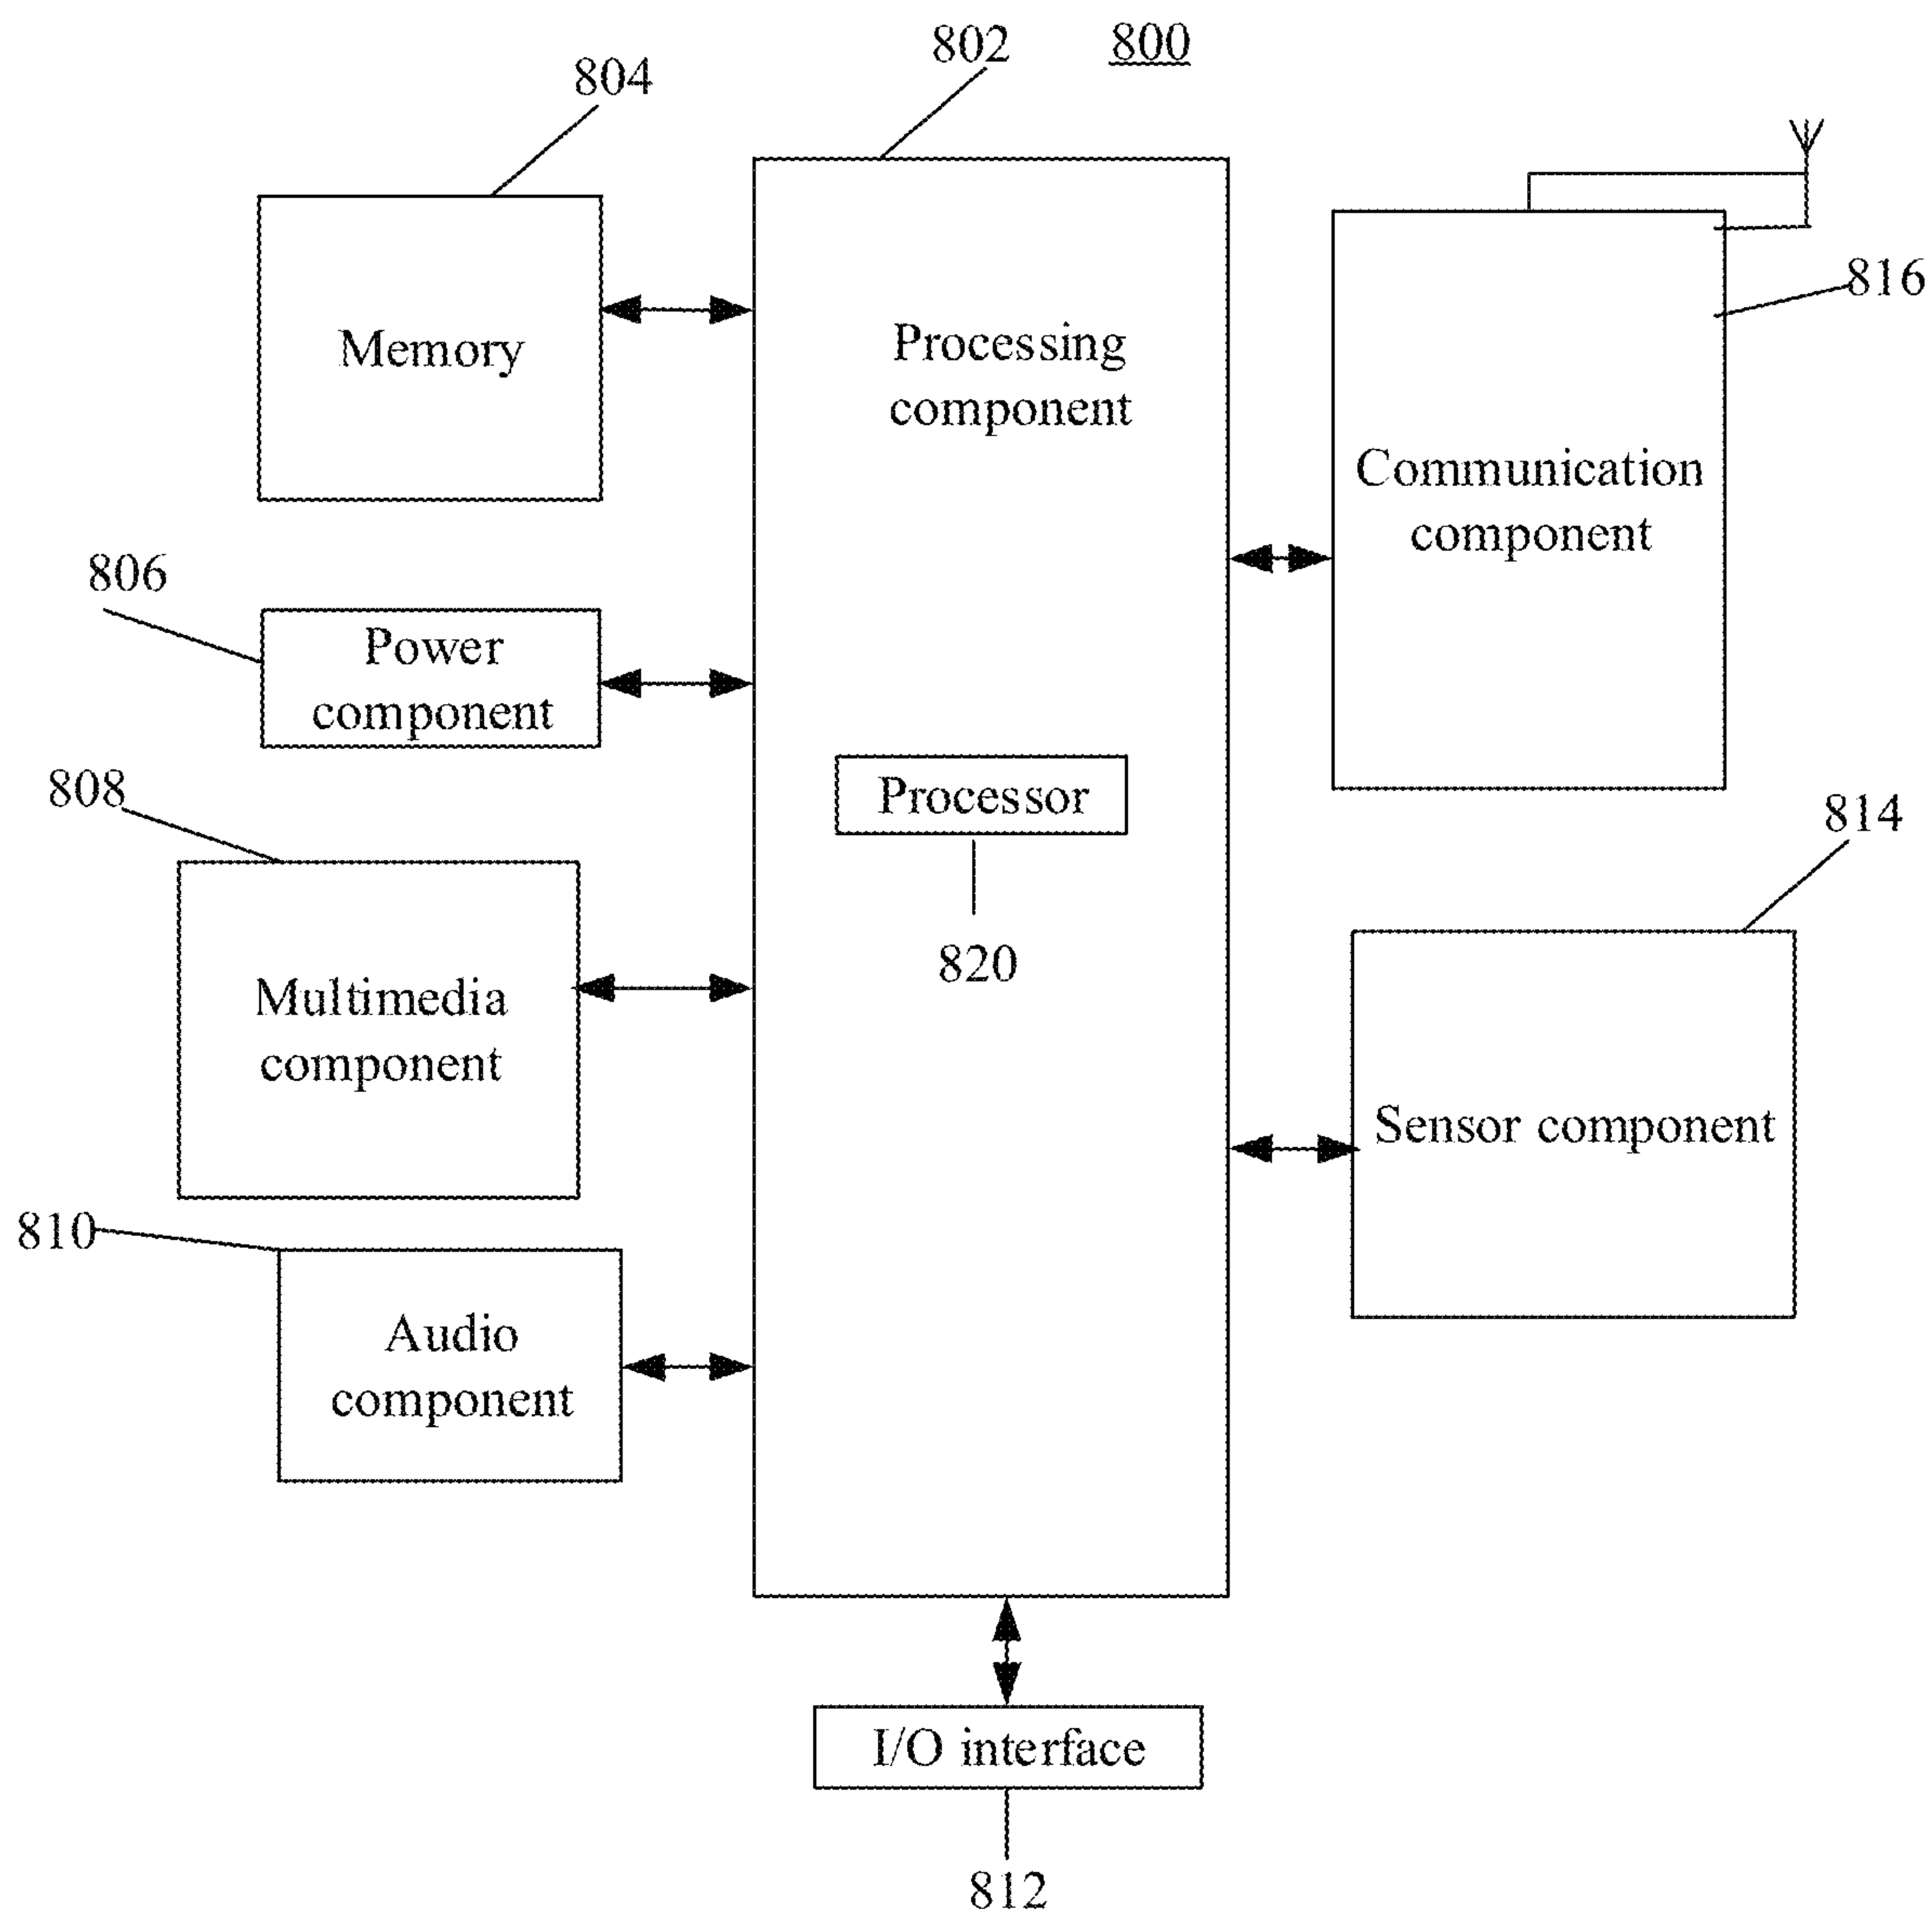 802
800
804
816
Memory
Processing
component
Communication
component
806
Power
component
808
Processor
814
820
Multimedia
component
Sensor component
810
Audio
component
I/O interface
812